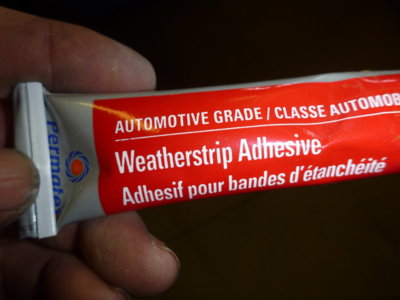 AUTOMOTIVE GRADE / CLASSE AUTOMOB
Weatherstrip Adhesive
Adhesif pour bandes d'étanchéité
Permatex